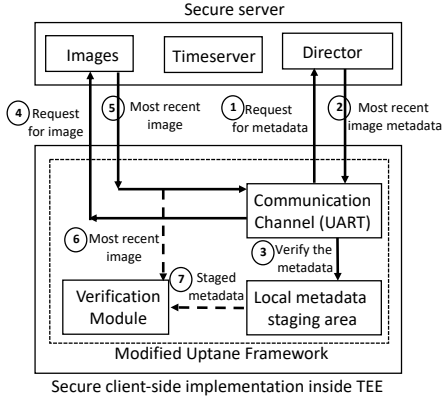 Secure server
Images
Timeserver
Director
4 Request
for image
5 Most recent
image
1 Request
for metadata
2 Most recent
image metadata
Communication
Channel (UART)
6 Most recent
image
3 Verify the
metadata
7 Staged
metadata
Verification
Module
Local metadata
staging area
Modified Uptane Framework
Secure client-side implementation inside TEE